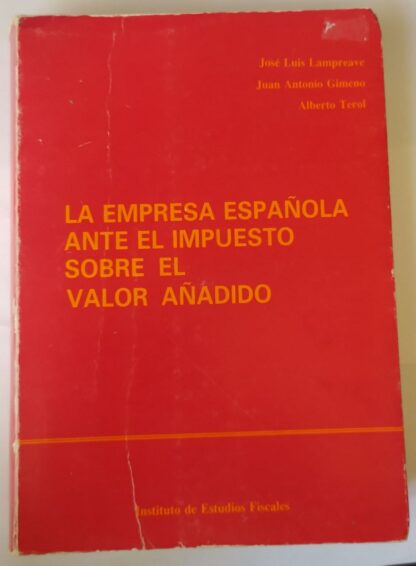 José Luis Lampreave
Juan Antonio Gimeno
Alberto Terol
LA EMPRESA ESPAÑOLA
ANTE EL IMPUESTO
SOBRE EL
VALOR AÑADIDO
Instituto de Estudios Fiscales